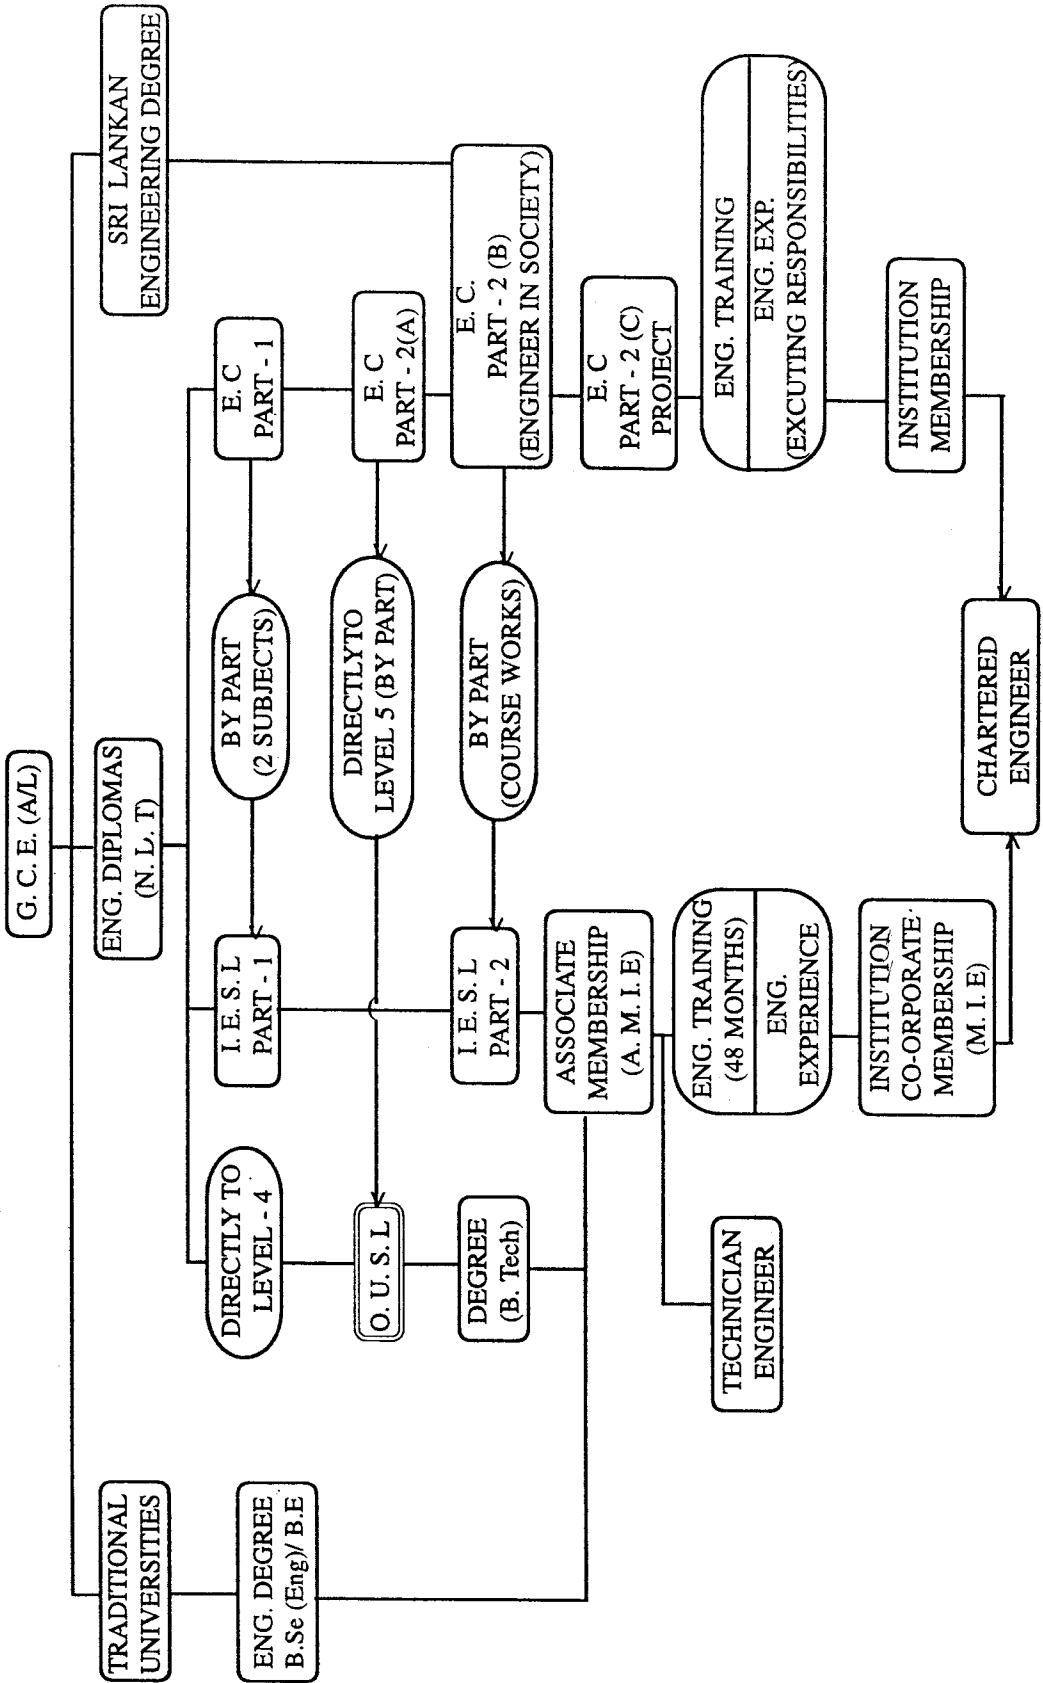 G. C. E. (A/L)
TRADITIONAL
UNIVERSITIES
ENG. DIPLOMAS
(N. L. T)
SRI LANKAN
ENGINEERING DEGREE
ENG. DEGREE
B.Se (Eng)/ B.E
DIRECTLY TO
LEVEL - 4
I. E. S. L
PART - 1
BY PART
(2 SUBJECTS)
E. C
PART - 1
O. U. S. L
DIRECTLYTO
LEVEL 5 (BY PART)
E. C
PART - 2(A)
DEGREE
(B. Tech)
I. E. S. L
PART - 2
BY PART
(COURSE WORKS)
E. C.
PART - 2 (B)
(ENGINEER IN SOCIETY)
ASSOCIATE
MEMBERSHIP
(A. M. I. E)
E. C
PART - 2 (C)
PROJECT
TECHNICIAN
ENGINEER
ENG. TRAINING
(48 MONTHS)
ENG.
EXPERIENCE
ENG. TRAINING
ENG. EXP.
(EXCUTING RESPONSIBILITIES)
INSTITUTION
CO-ORPORATE
MEMBERSHIP
(M. I. E)
INSTITUTION
MEMBERSHIP
CHARTERED
ENGINEER